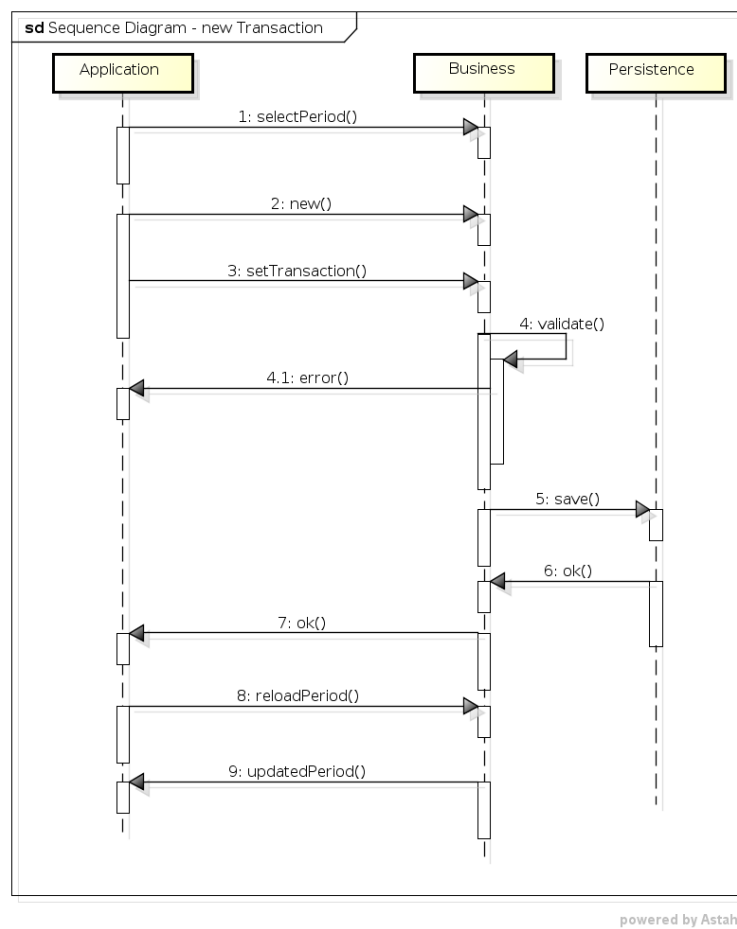 sd Sequence Diagram - new Transaction
Application
Business
Persistence
1: selectPeriod()
2: new()
3: setTransaction()
4: validate()
4.1: error()
5: save()
6: ok()
7: ok()
8: reloadPeriod()
9: updatedPeriod()
powered by Astah